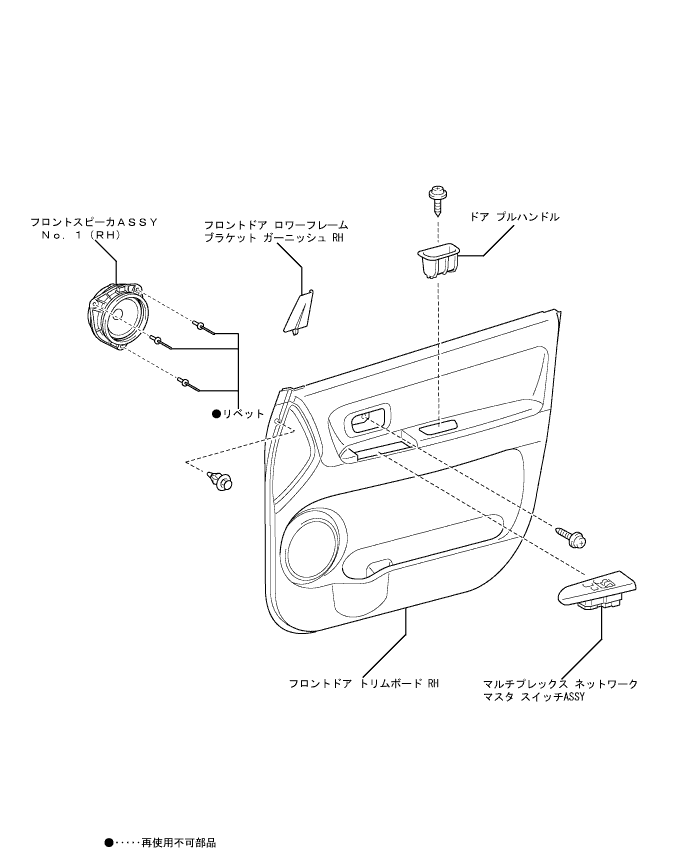 フロントスピーカＡＳＳＹ
Ｎｏ．１（ＲＨ）
フロントドア ロワーフレーム
ブラケット ガーニッシュ RH
ドア プルハンドル
●リベット
フロントドア トリムボード RH
マルチプレックス ネットワーク
マスタ スイッチASSY
●‥‥‥再使用不可部品